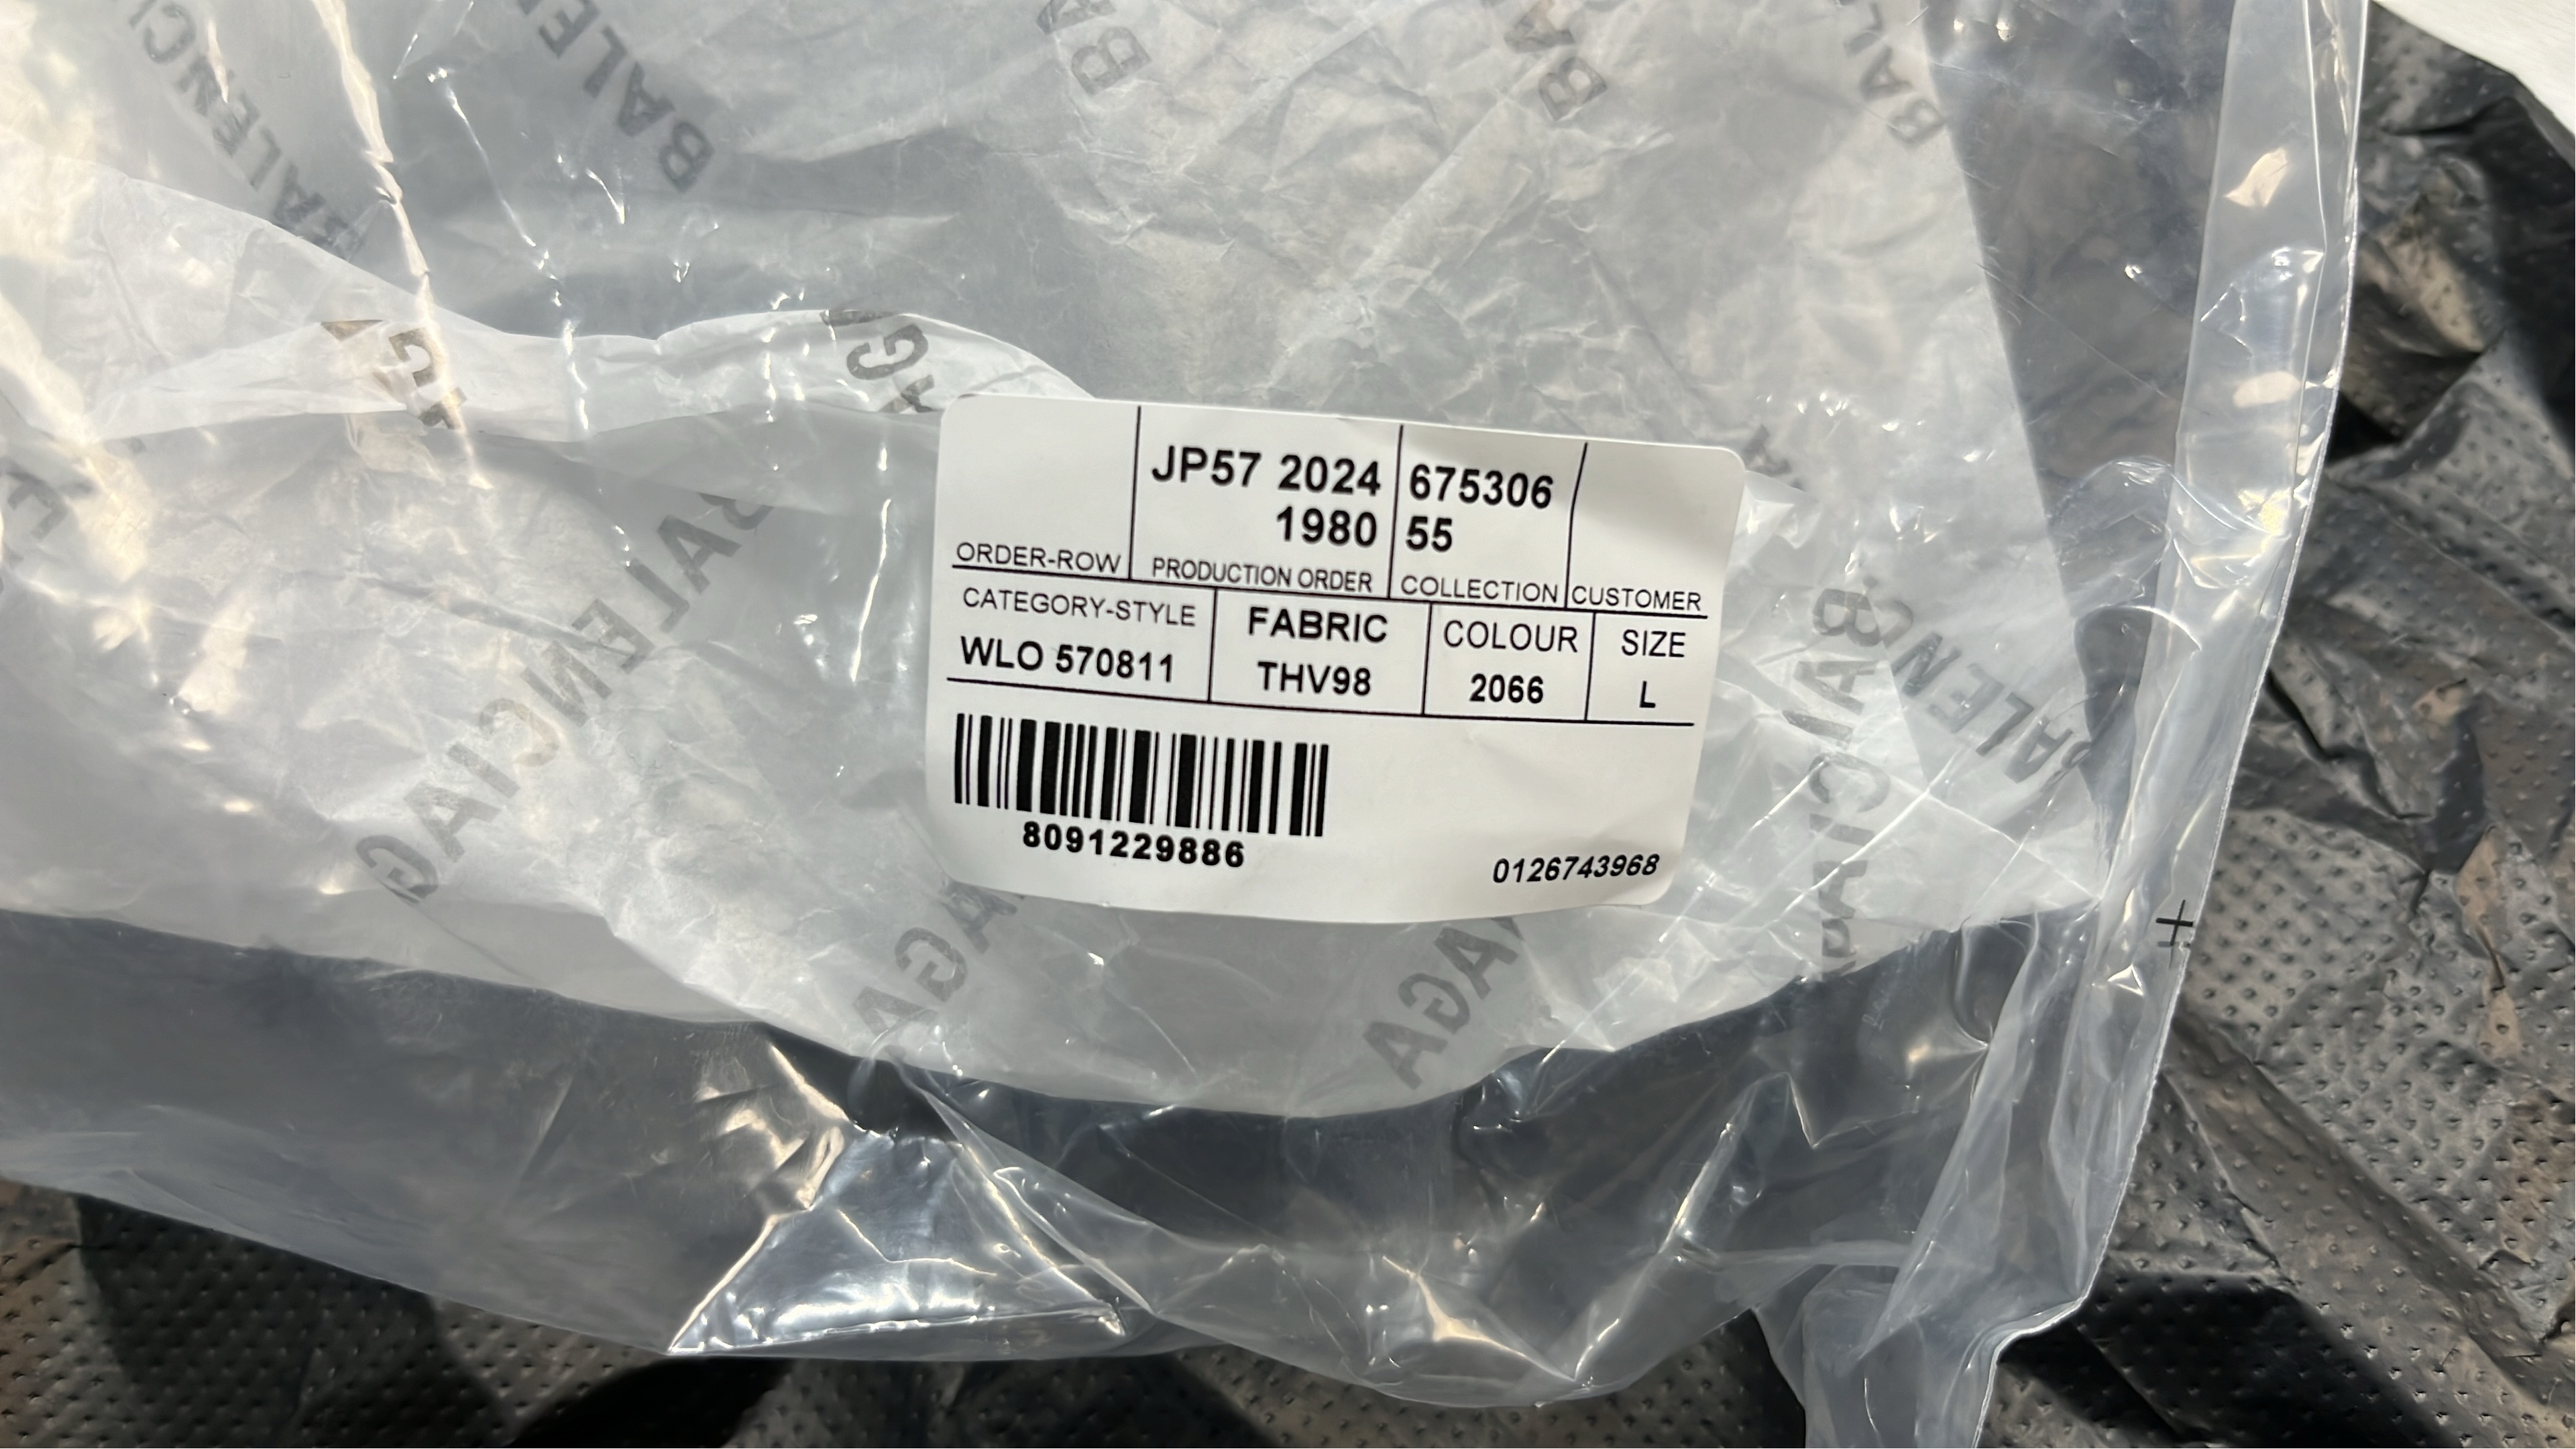 JP57 2024 675306
1980 55
ORDER-ROW PRODUCTION ORDER COLLECTION CUSTOMER
CATEGORY-STYLE FABRIC COLOUR SIZE
WLO 570811 THV98 2066 L
8091229886
0126743968
BALENCIAG